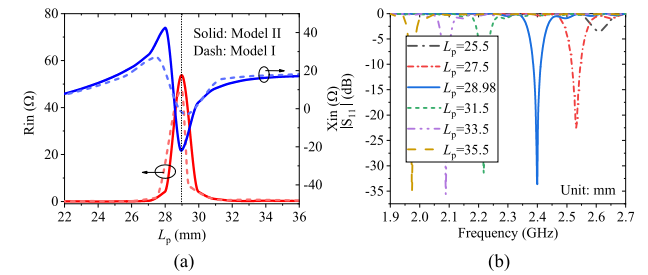 Solid: Model II
Dash: Model I
Rin (Ω)
80
60
40
20
0
Xin (Ω)
40
20
0
-20
-40
22 24 26 28 30 32 34 36
Lp (mm)
(a)
|S11| (dB)
0
-5
-10
-15
-20
-25
-30
-35
Lp=25.5
Lp=27.5
Lp=28.98
Lp=31.5
Lp=33.5
Lp=35.5
Unit: mm
1.9 2.0 2.1 2.2 2.3 2.4 2.5 2.6 2.7
Frequency (GHz)
(b)